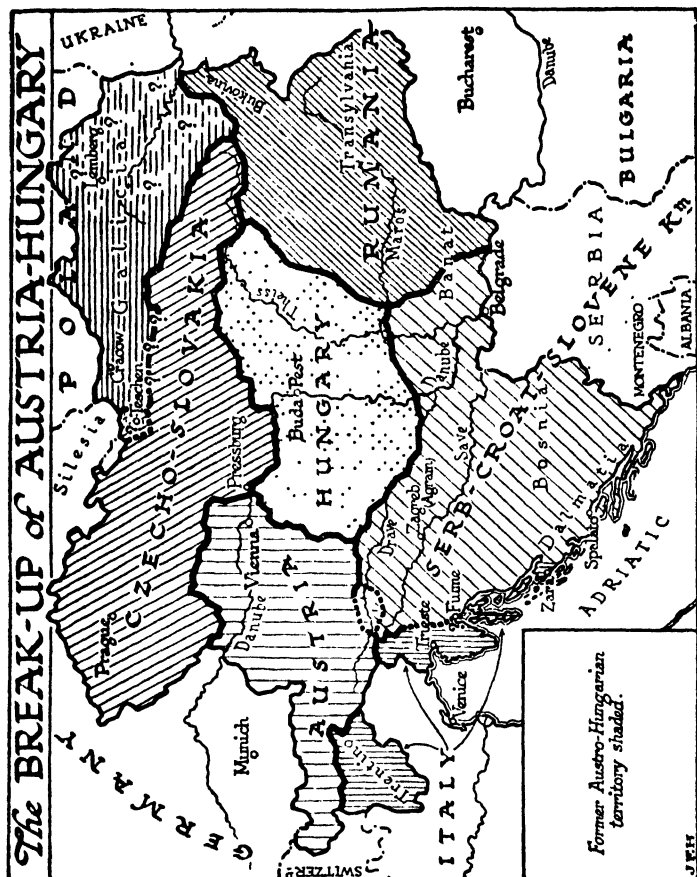 The BREAK-UP of AUSTRIA-HUNGARY
UKRAINE
POLAND
GERMANY
Silesia
Cracow
Galicia
Lemberg
Teschen
? ? ? ? ?
Bukovina
Prague
CZECHO-SLOVAKIA
Pressburg
Munich
Danube
Vienna
AUSTRIA
Buda Pest
HUNGARY
Theiss
Transylvania
RUMANIA
Maros
Banat
Bucharest
Danube
SWITZER
Trentino
ITALY
Venice
Trieste
Fiume
Drave
Zagreb
(Agram)
Save
Danube
Belgrade
SERB-CROAT-SLOVENE Km
Bosnia
Dalmatia
Zara
Spalato
ADRIATIC
SERBIA
MONTENEGRO
ALBANIA
BULGARIA
Former Austro-Hungarian
territory shaded.
J.F.H